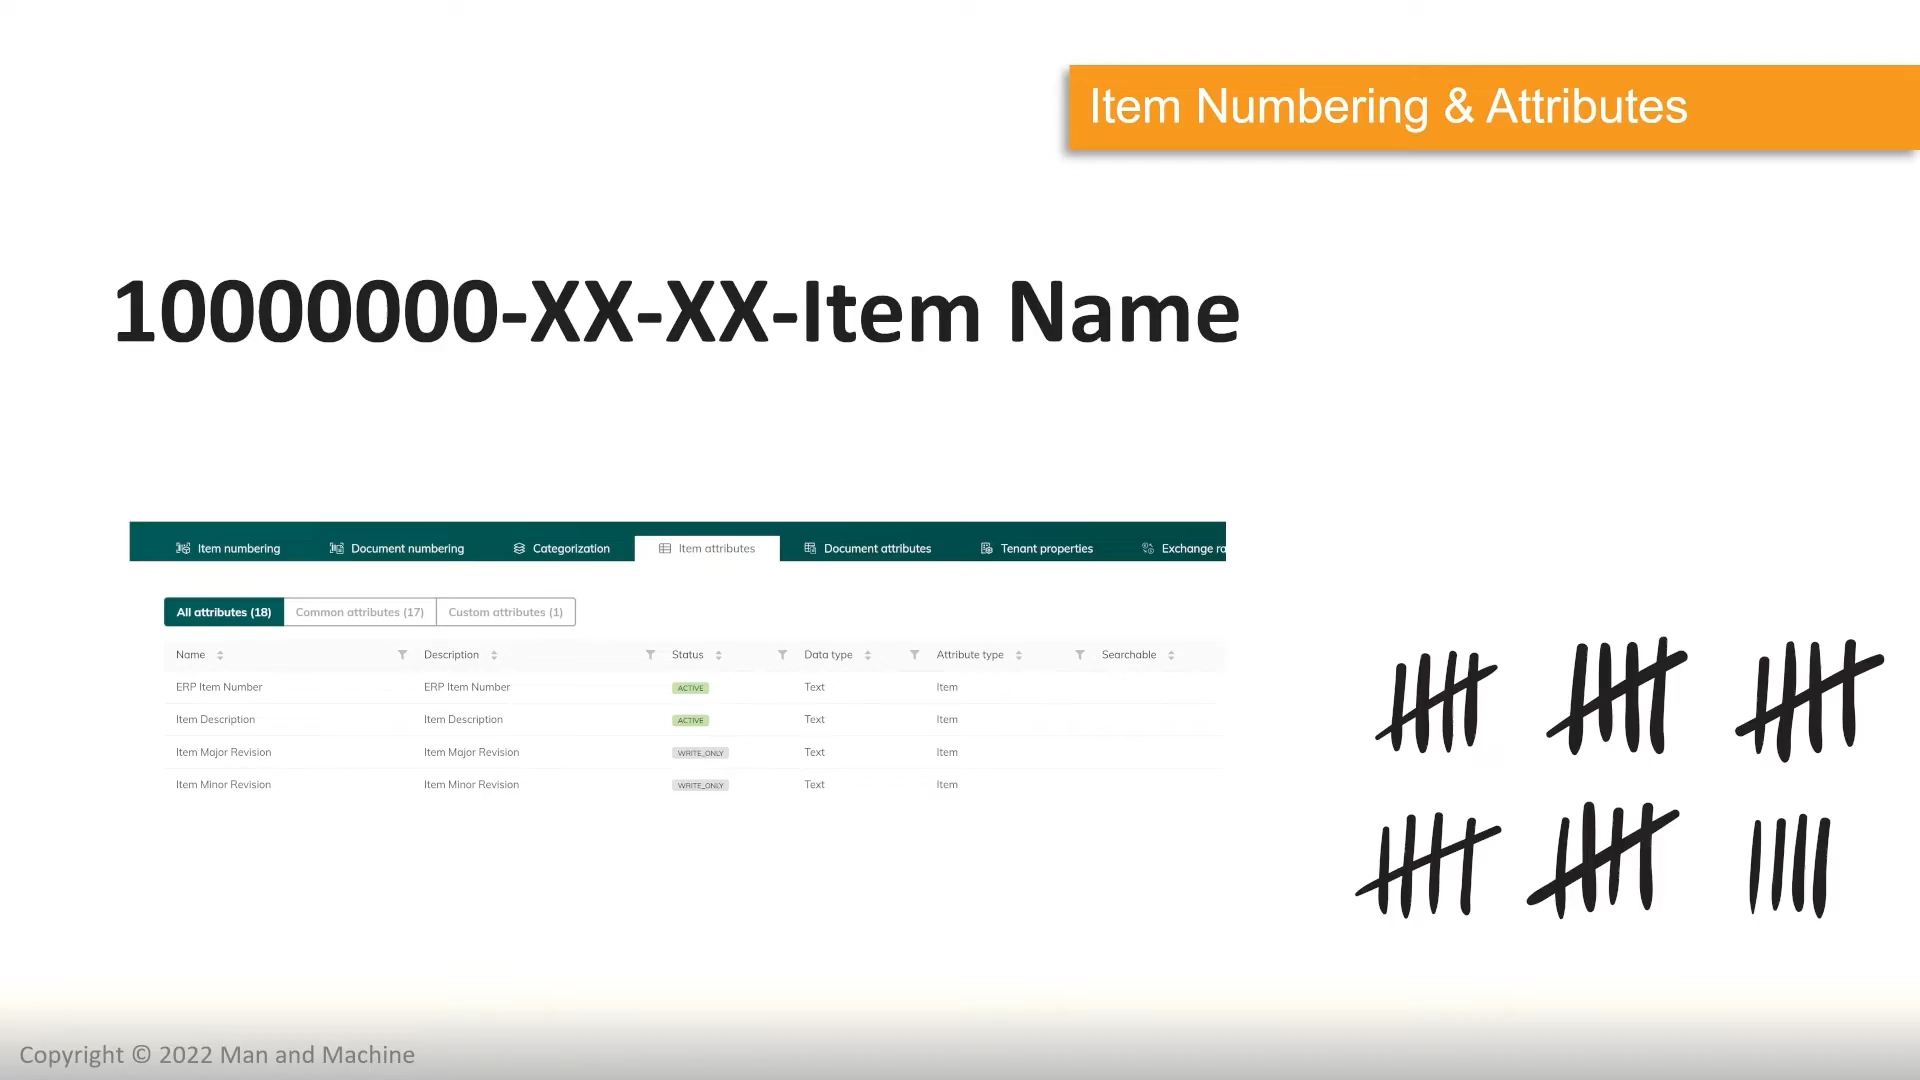 Item Numbering & Attributes
10000000-XX-XX-Item Name
Item numbering Document numbering Categorization Item attributes Document attributes Tenant properties Exchange ra
All attributes (18) Common attributes (17) Custom attributes (1)
Name Description Status Data type Attribute type Searchable
ERP Item Number ERP Item Number ACTIVE Text Item
Item Description Item Description ACTIVE Text Item
Item Major Revision Item Major Revision WRITE_ONLY Text Item
Item Minor Revision Item Minor Revision WRITE_ONLY Text Item
Copyright © 2022 Man and Machine